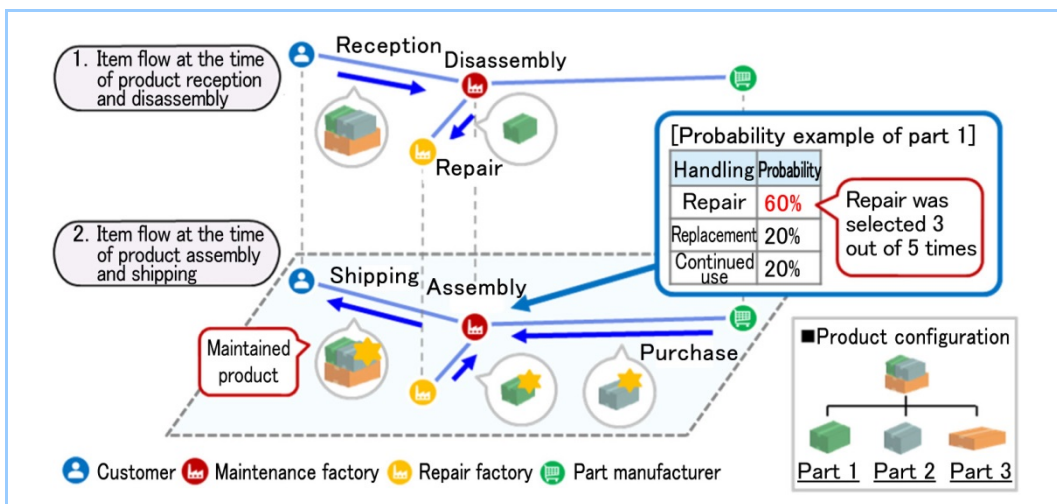 1. Item flow at the time
of product reception
and disassembly
Reception
Disassembly
Repair
[Probability example of part 1]
Handling Probability
Repair 60%
Replacement 20%
Continued
use 20%
Repair was
selected 3
out of 5 times
2. Item flow at the time
of product assembly
and shipping
Shipping
Assembly
Purchase
Maintained
product
■Product configuration
Part 1 Part 2 Part 3
Customer Maintenance factory Repair factory Part manufacturer